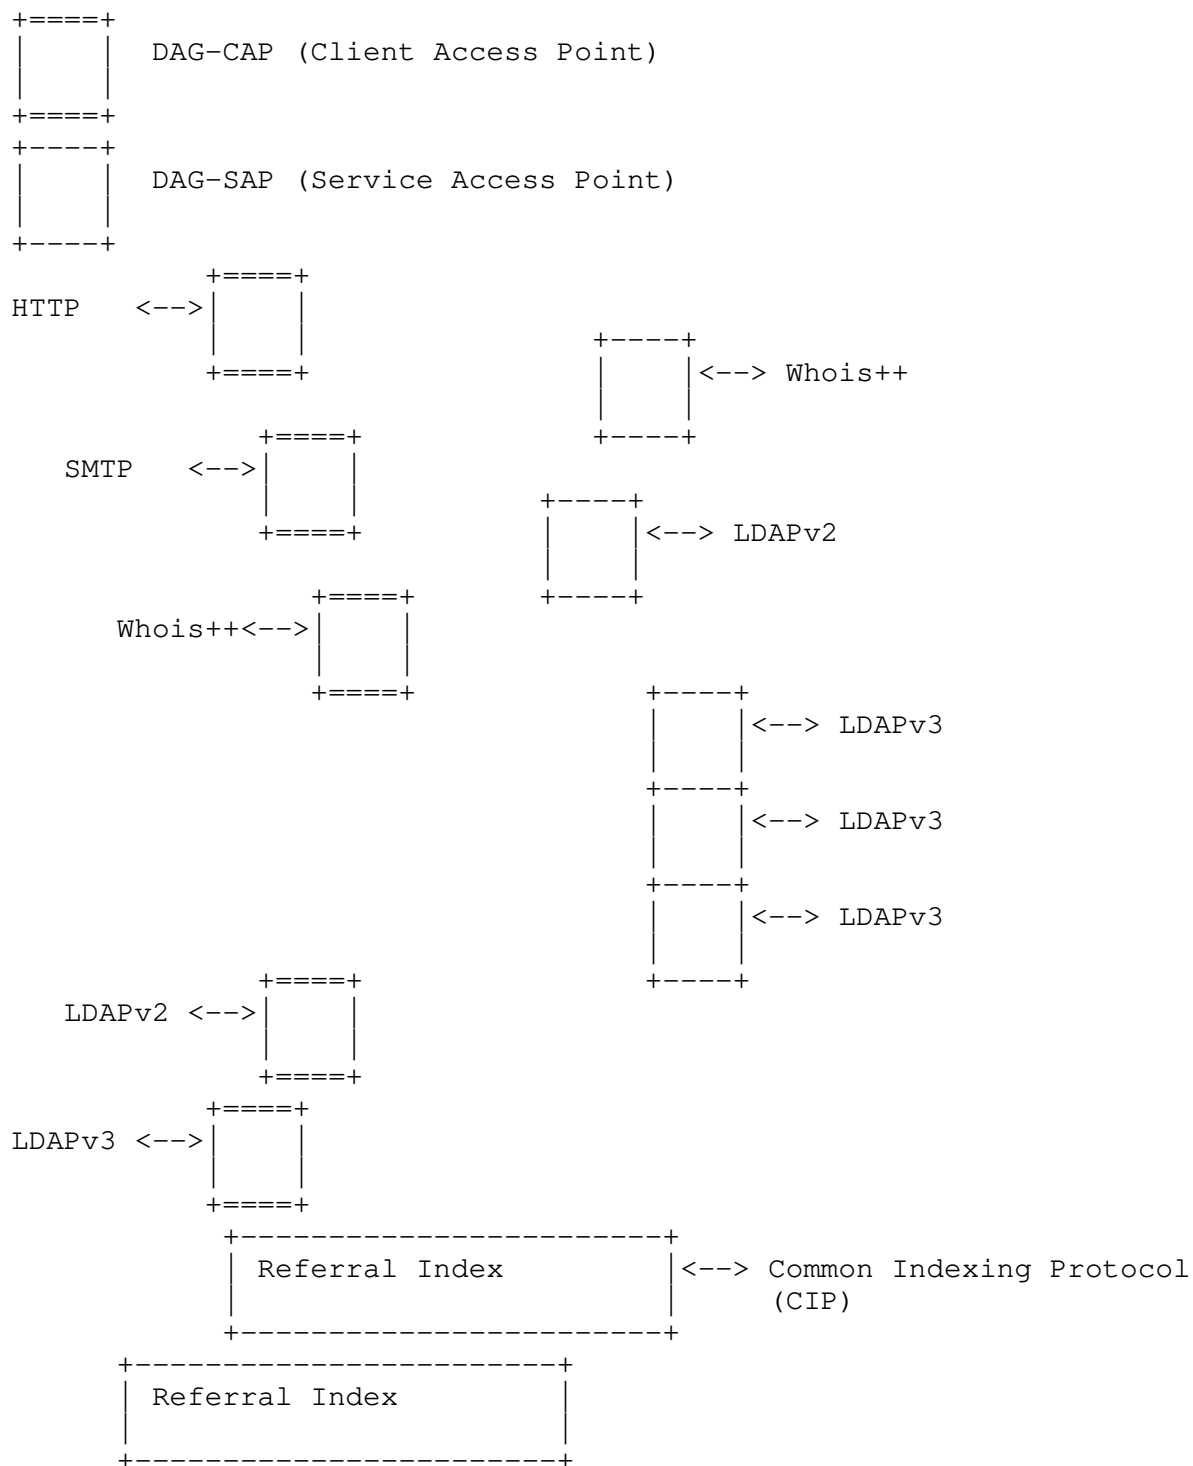 DAG-CAP (Client Access Point)
DAG-SAP (Service Access Point)
HTTP <-->
<--> Whois++
SMTP <-->
<--> LDAPv2
Whois++<-->
<--> LDAPv3
<--> LDAPv3
<--> LDAPv3
LDAPv2 <-->
LDAPv3 <-->
Referral Index <--> Common Indexing Protocol
(CIP)
Referral Index